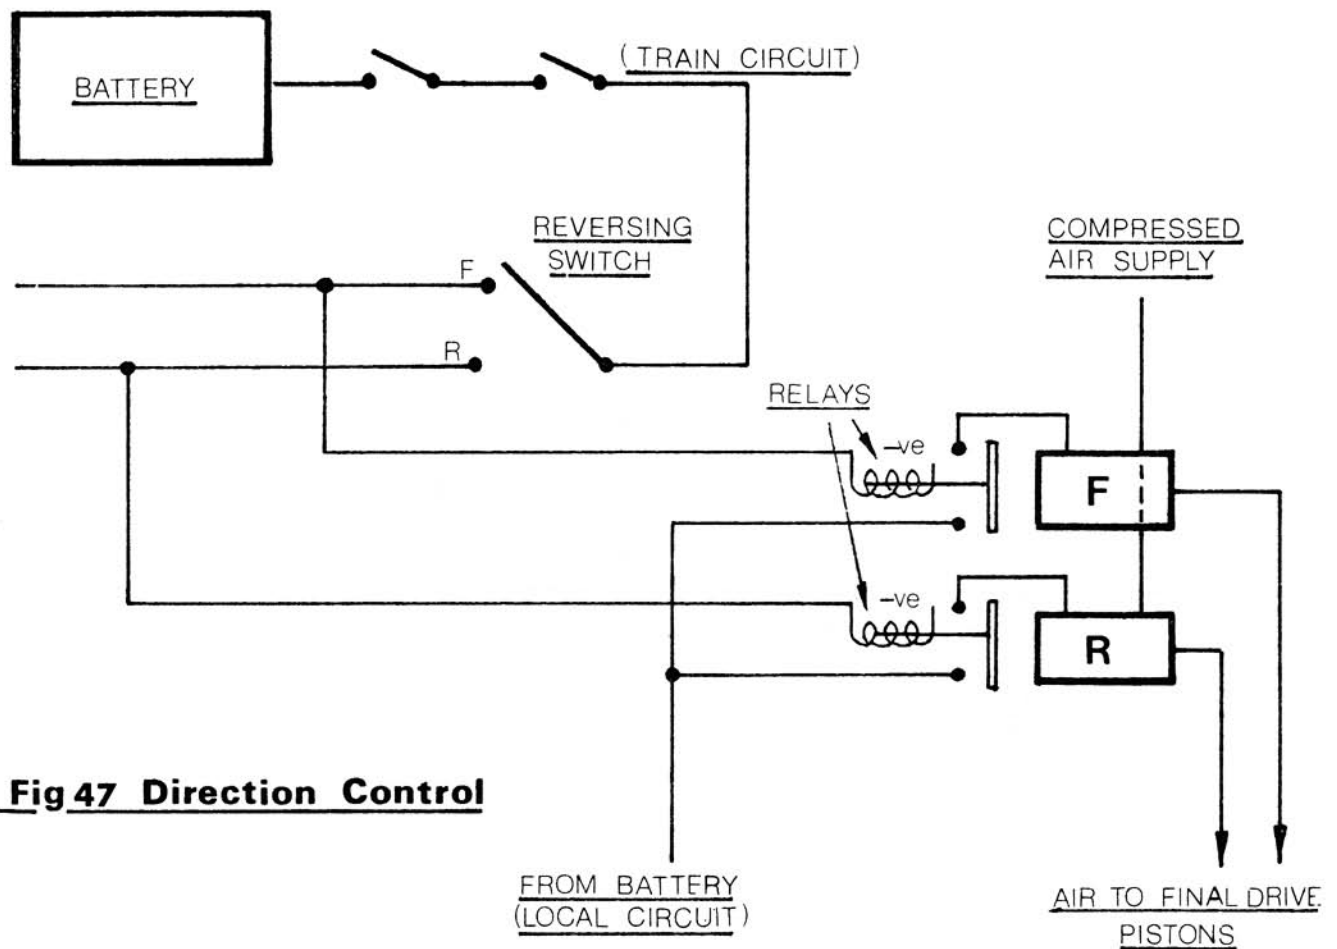 BATTERY
(TRAIN CIRCUIT)
REVERSING
SWITCH
F
R
COMPRESSED
AIR SUPPLY
RELAYS
-ve
F
-ve
R
Fig 47 Direction Control
FROM BATTERY
(LOCAL CIRCUIT)
AIR TO FINAL DRIVE
PISTONS